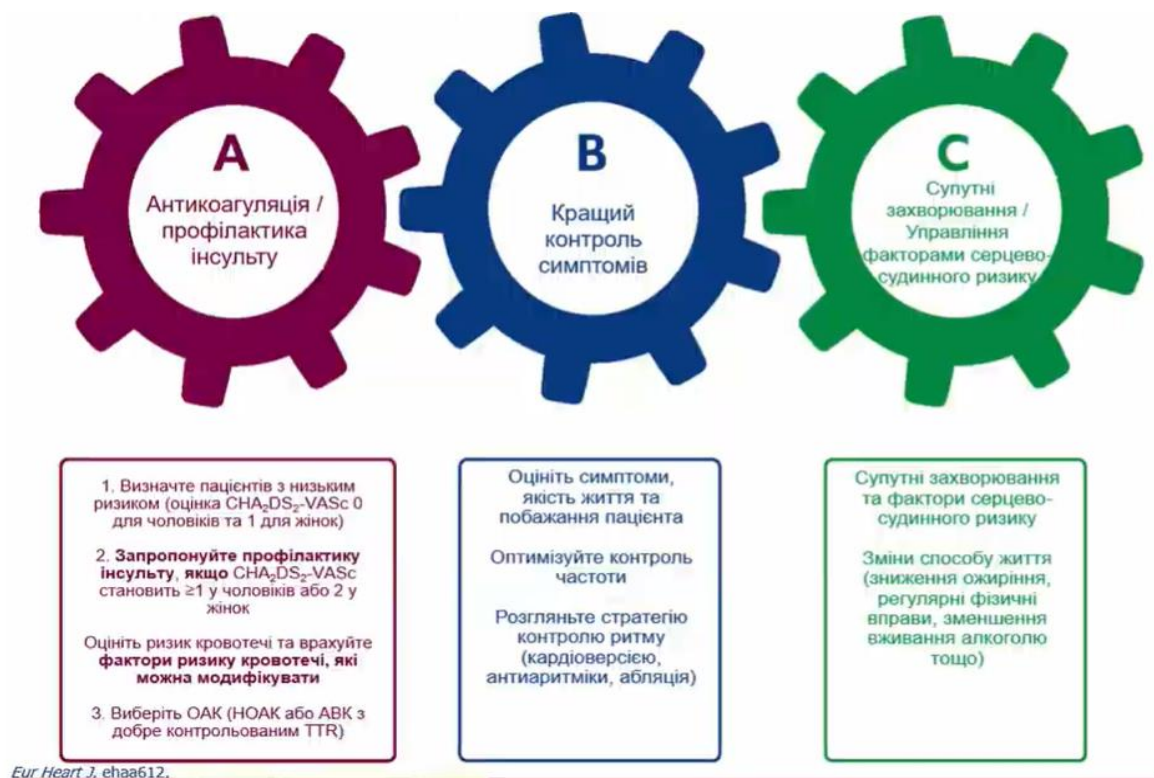 A
Антикоагуляція /
профілактика
інсульту
B
Кращий
контроль
симптомів
C
Супутні
захворювання /
Управління
факторами серцево-
судинного ризику
1. Визначте пацієнтів з низьким
ризиком (оцінка CHA₂DS₂-VASc 0
для чоловіків та 1 для жінок)
2. Запропонуйте профілактику
інсульту, якщо CHA₂DS₂-VASc
становить ≥1 у чоловіків або 2 у
жінок
Оцініть ризик кровотечі та врахуйте
фактори ризику кровотечі, які
можна модифікувати
3. Виберіть ОАК (НОАК або АВК з
добре контрольованим TTR)
Оцініть симптоми,
якість життя та
побажання пацієнта
Оптимізуйте контроль
частоти
Розгляньте стратегію
контролю ритму
(кардіоверсією,
антиаритміки, абляція)
Супутні захворювання
та фактори серцево-
судинного ризику
Зміни способу життя
(зниження ожиріння,
регулярні фізичні
вправи, зменшення
вживання алкоголю
тощо)
Eur Heart J, ehaa612,